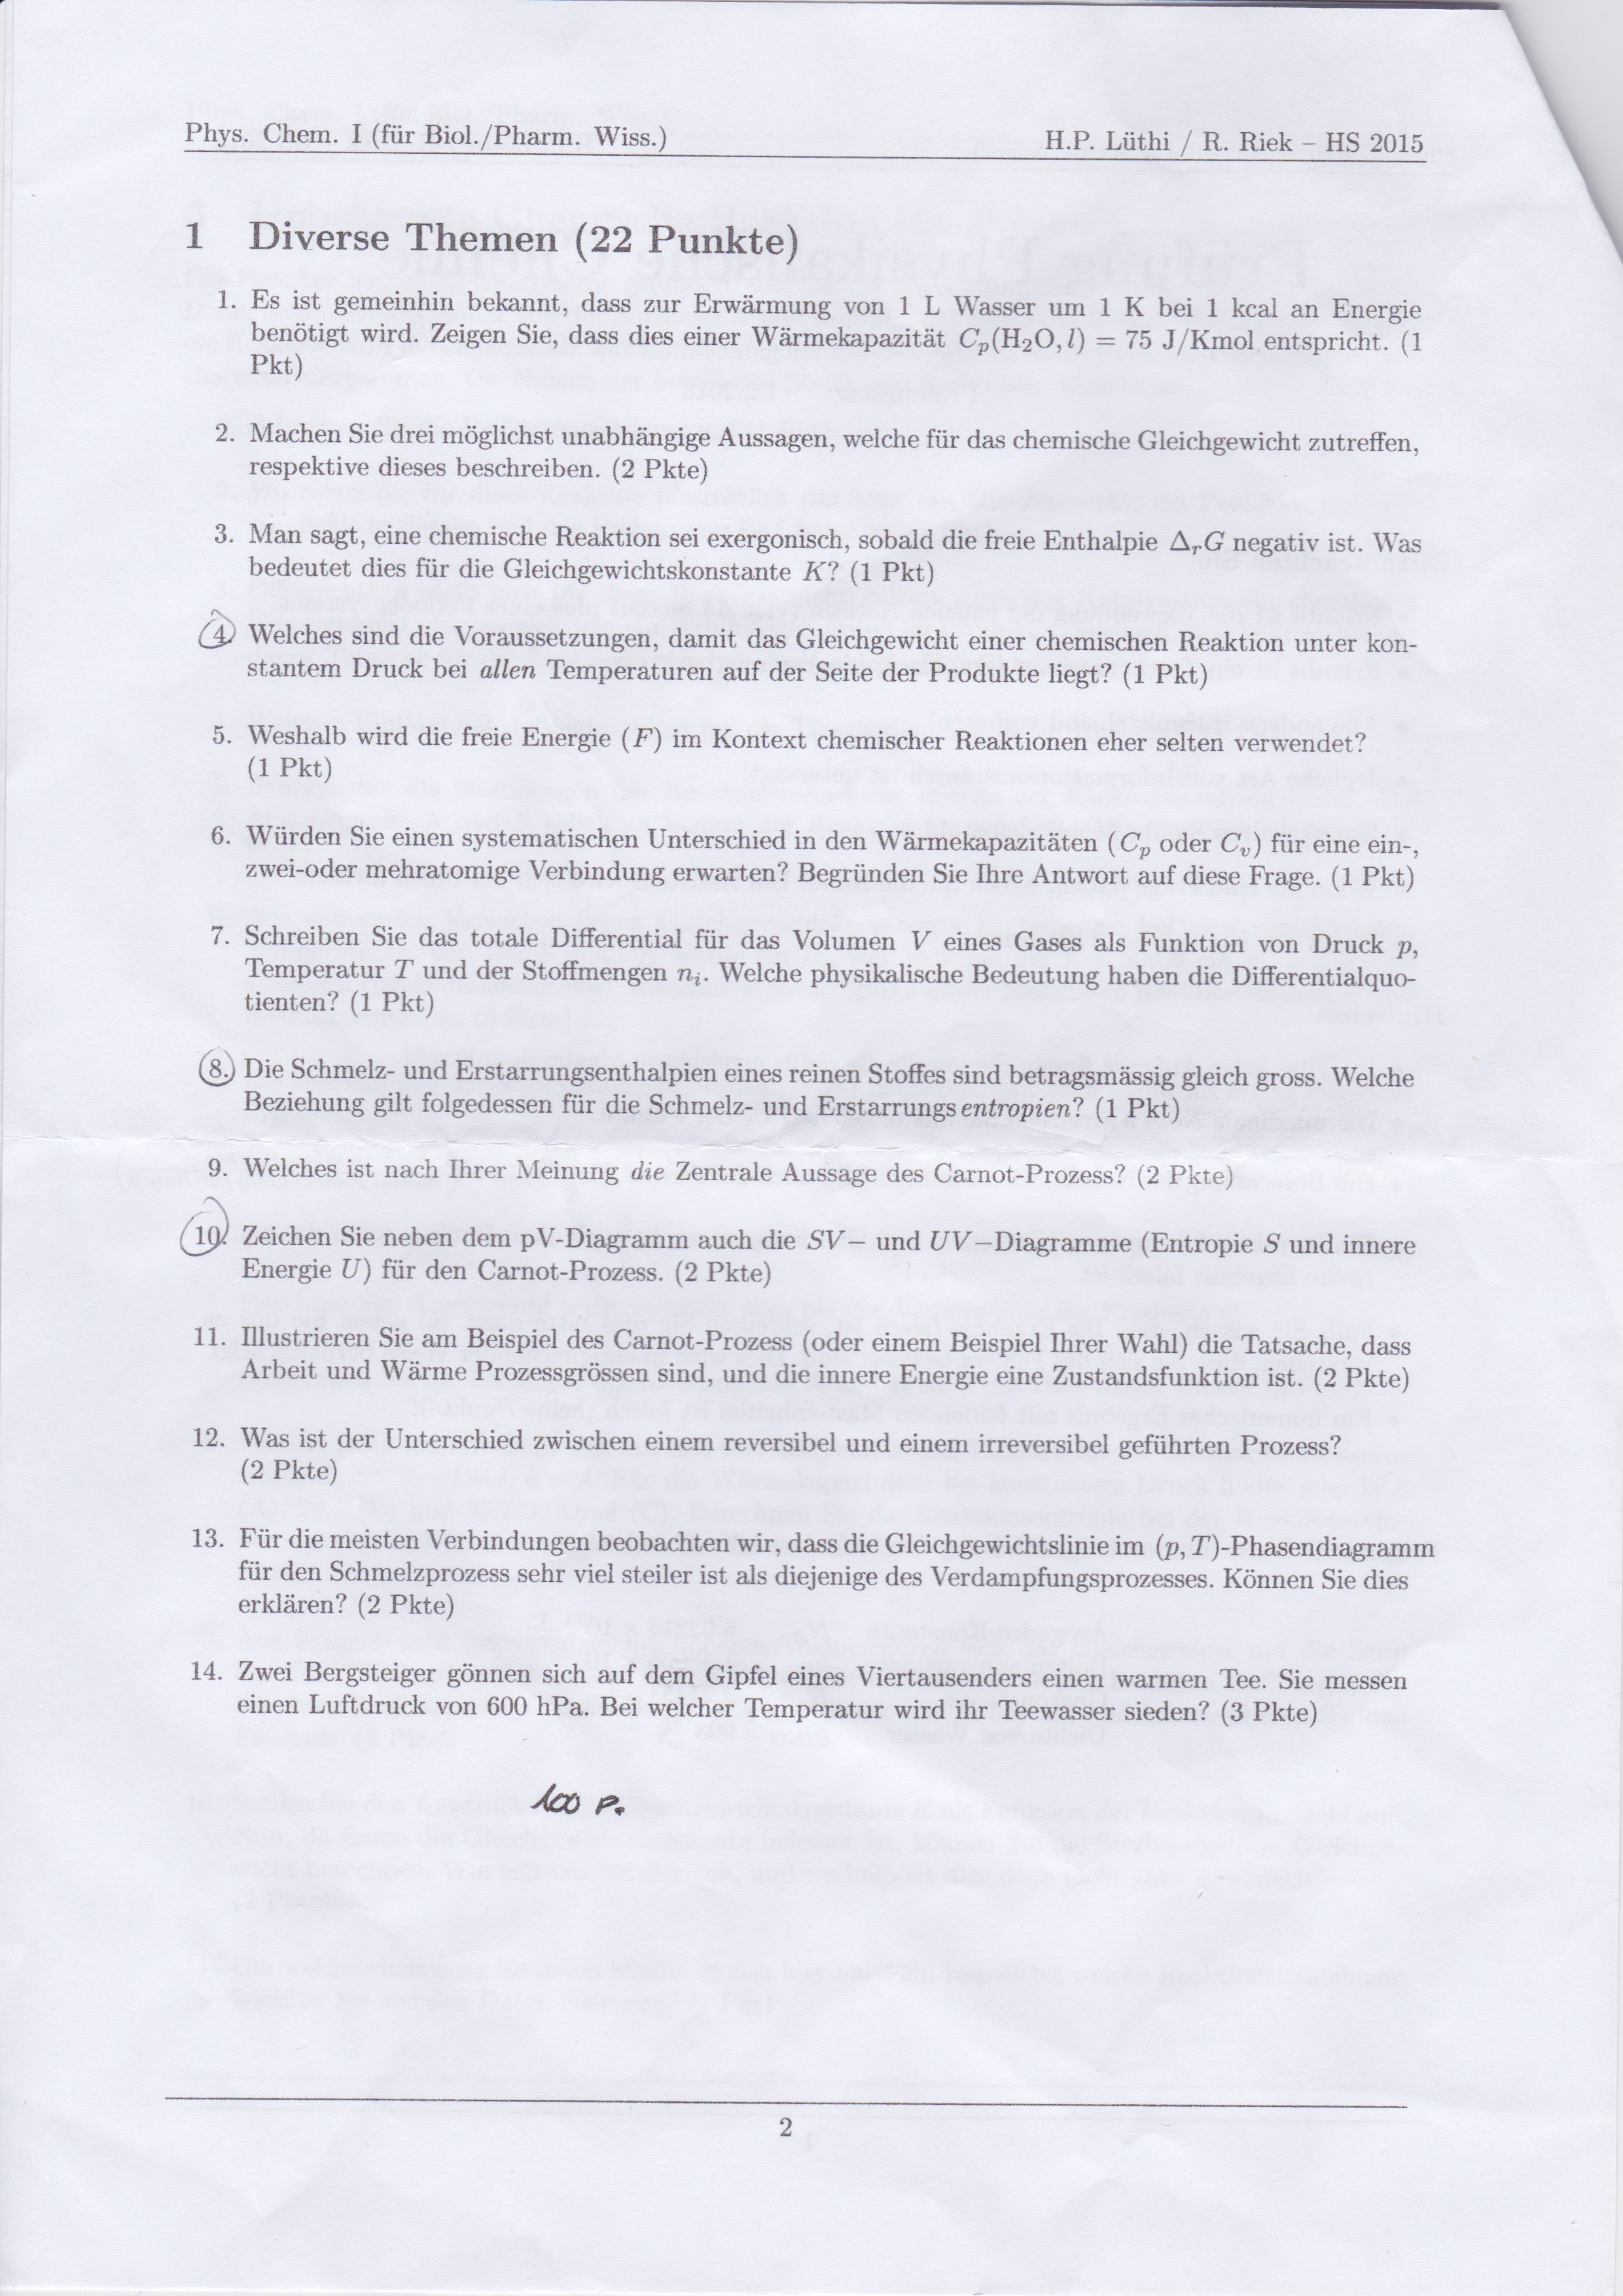 Phys. Chem. I (für Biol./Pharm. Wiss.) H.P. Lüthi / R. Riek – HS 2015
1 Diverse Themen (22 Punkte)
1. Es ist gemeinhin bekannt, dass zur Erwärmung von 1 L Wasser um 1 K bei 1 kcal an Energie
benötigt wird. Zeigen Sie, dass dies einer Wärmekapazität Cp(H₂O, l) = 75 J/Kmol entspricht. (1
Pkt)
2. Machen Sie drei möglichst unabhängige Aussagen, welche für das chemische Gleichgewicht zutreffen,
respektive dieses beschreiben. (2 Pkte)
3. Man sagt, eine chemische Reaktion sei exergonisch, sobald die freie Enthalpie ΔrG negativ ist. Was
bedeutet dies für die Gleichgewichtskonstante K? (1 Pkt)
4. Welches sind die Voraussetzungen, damit das Gleichgewicht einer chemischen Reaktion unter kon-
stantem Druck bei allen Temperaturen auf der Seite der Produkte liegt? (1 Pkt)
5. Weshalb wird die freie Energie (F) im Kontext chemischer Reaktionen eher selten verwendet?
(1 Pkt)
6. Würden Sie einen systematischen Unterschied in den Wärmekapazitäten (Cp oder Cv) für eine ein-,
zwei-oder mehratomige Verbindung erwarten? Begründen Sie Ihre Antwort auf diese Frage. (1 Pkt)
7. Schreiben Sie das totale Differential für das Volumen V eines Gases als Funktion von Druck p,
Temperatur T und der Stoffmengen ni. Welche physikalische Bedeutung haben die Differentialquo-
tienten? (1 Pkt)
8. Die Schmelz- und Erstarrungsenthalpien eines reinen Stoffes sind betragsmässig gleich gross. Welche
Beziehung gilt folgedessen für die Schmelz- und Erstarrungsentropien? (1 Pkt)
9. Welches ist nach Ihrer Meinung die Zentrale Aussage des Carnot-Prozess? (2 Pkte)
10. Zeichen Sie neben dem pV-Diagramm auch die SV− und UV−Diagramme (Entropie S und innere
Energie U) für den Carnot-Prozess. (2 Pkte)
11. Illustrieren Sie am Beispiel des Carnot-Prozess (oder einem Beispiel Ihrer Wahl) die Tatsache, dass
Arbeit und Wärme Prozessgrössen sind, und die innere Energie eine Zustandsfunktion ist. (2 Pkte)
12. Was ist der Unterschied zwischen einem reversibel und einem irreversibel geführten Prozess?
(2 Pkte)
13. Für die meisten Verbindungen beobachten wir, dass die Gleichgewichtslinie im (p, T)-Phasendiagramm
für den Schmelzprozess sehr viel steiler ist als diejenige des Verdampfungsprozesses. Können Sie dies
erklären? (2 Pkte)
14. Zwei Bergsteiger gönnen sich auf dem Gipfel eines Viertausenders einen warmen Tee. Sie messen
einen Luftdruck von 600 hPa. Bei welcher Temperatur wird ihr Teewasser sieden? (3 Pkte)
100 P.
2